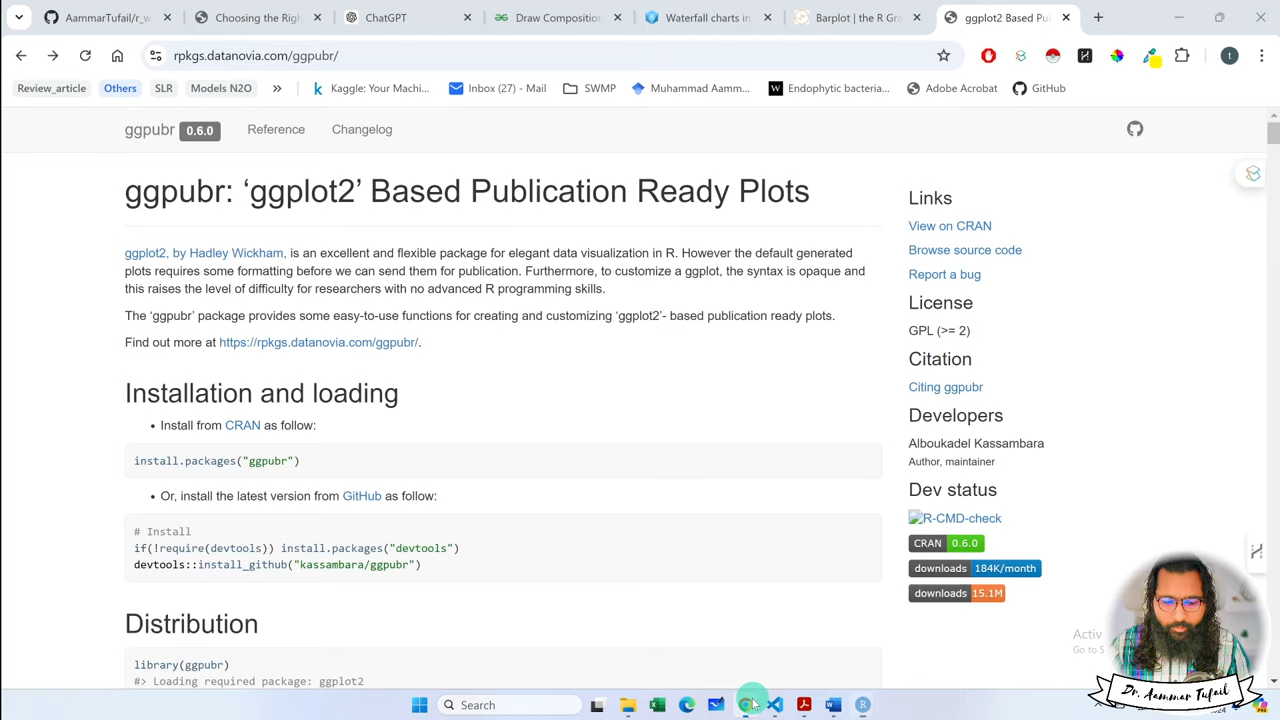 AammarTufail/r_w
Choosing the Righ
ChatGPT
Draw Composition
Waterfall charts in
Barplot | the R Gra
ggplot2 Based Pu
rpkgs.datanovia.com/ggpubr/
Review_article
Others
SLR
Models N2O
Kaggle: Your Machi...
Inbox (27) - Mail
SWMP
Muhammad Aamm...
Endophytic bacteria...
Adobe Acrobat
GitHub
ggpubr 0.6.0 Reference Changelog
ggpubr: ‘ggplot2’ Based Publication Ready Plots
ggplot2, by Hadley Wickham, is an excellent and flexible package for elegant data visualization in R. However the default generated
plots requires some formatting before we can send them for publication. Furthermore, to customize a ggplot, the syntax is opaque and
this raises the level of difficulty for researchers with no advanced R programming skills.
The ‘ggpubr’ package provides some easy-to-use functions for creating and customizing ‘ggplot2’- based publication ready plots.
Find out more at https://rpkgs.datanovia.com/ggpubr/.
Installation and loading
• Install from CRAN as follow:
install.packages("ggpubr")
• Or, install the latest version from GitHub as follow:
# Install
if(!require(devtools)) install.packages("devtools")
devtools::install_github("kassambara/ggpubr")
Distribution
library(ggpubr)
#> Loading required package: ggplot2
Links
View on CRAN
Browse source code
Report a bug
License
GPL (>= 2)
Citation
Citing ggpubr
Developers
Alboukadel Kassambara
Author, maintainer
Dev status
R-CMD-check
CRAN 0.6.0
downloads 184K/month
downloads 15.1M
Activ
Go to S
Search
Dr. Aammar Tufail